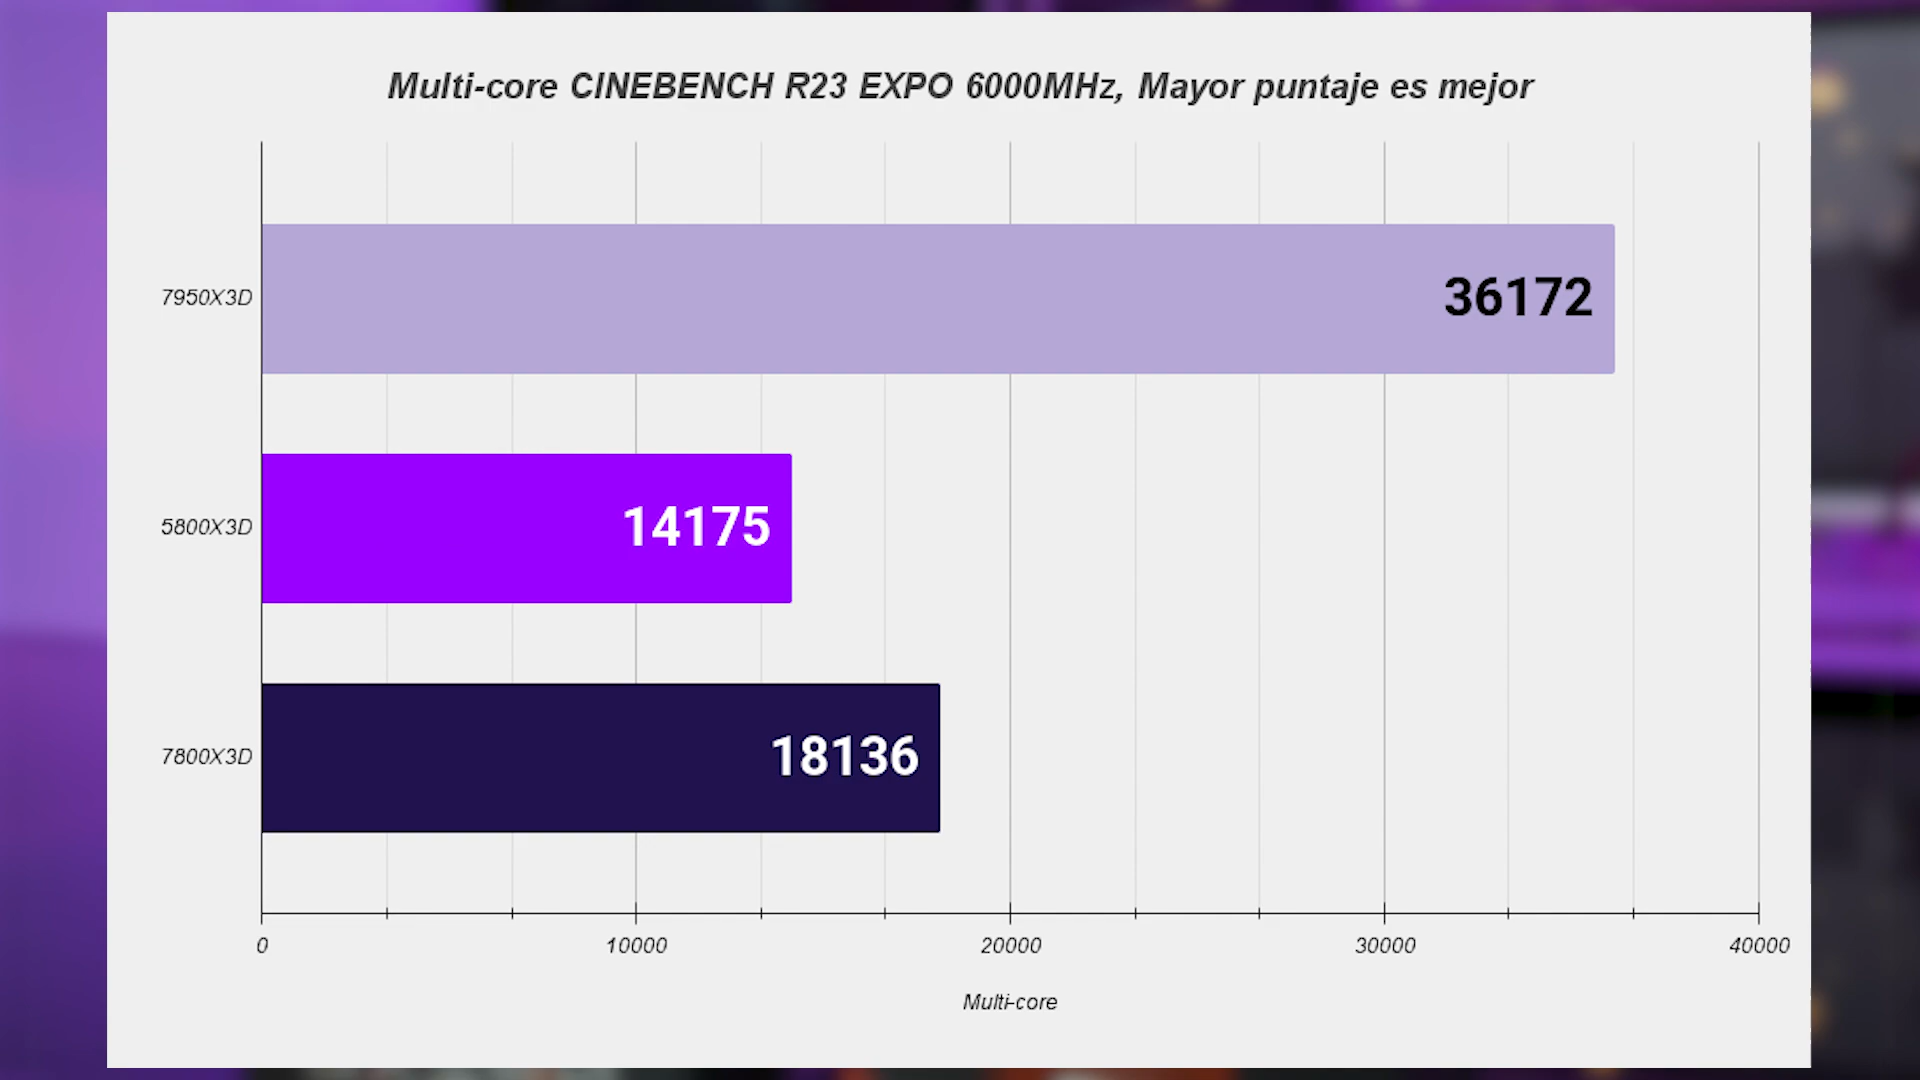 Multi-core CINEBENCH R23 EXPO 6000MHz, Mayor puntaje es mejor
7950X3D
36172
5800X3D
14175
7800X3D
18136
0 10000 20000 30000 40000
Multi-core